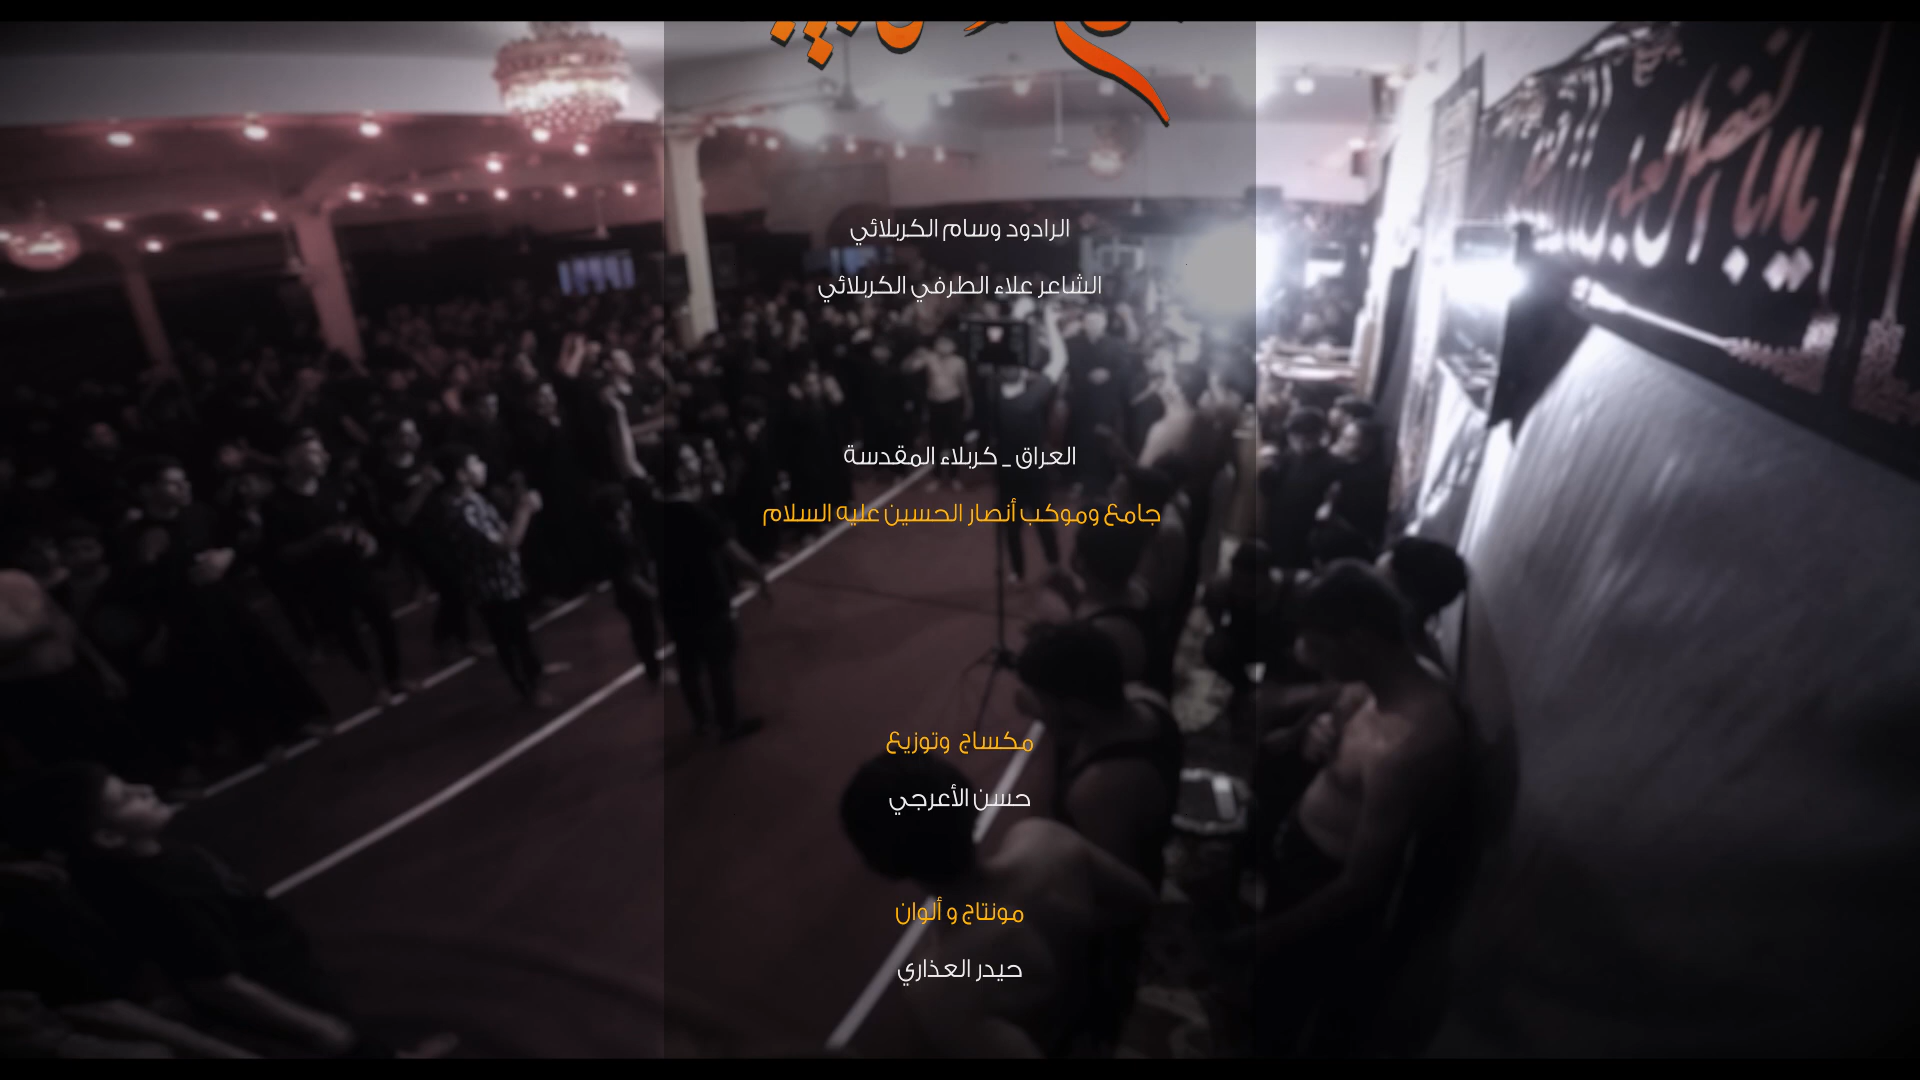 الرادود وسام الكربلائي
الشاعر علاء الطرفي الكربلائي
العراق _ كربلاء المقدسة
جامع وموكب أنصار الحسين عليه السلام
مكساج وتوزيع
حسن الأعرجي
مونتاج و ألوان
حيدر العذاري